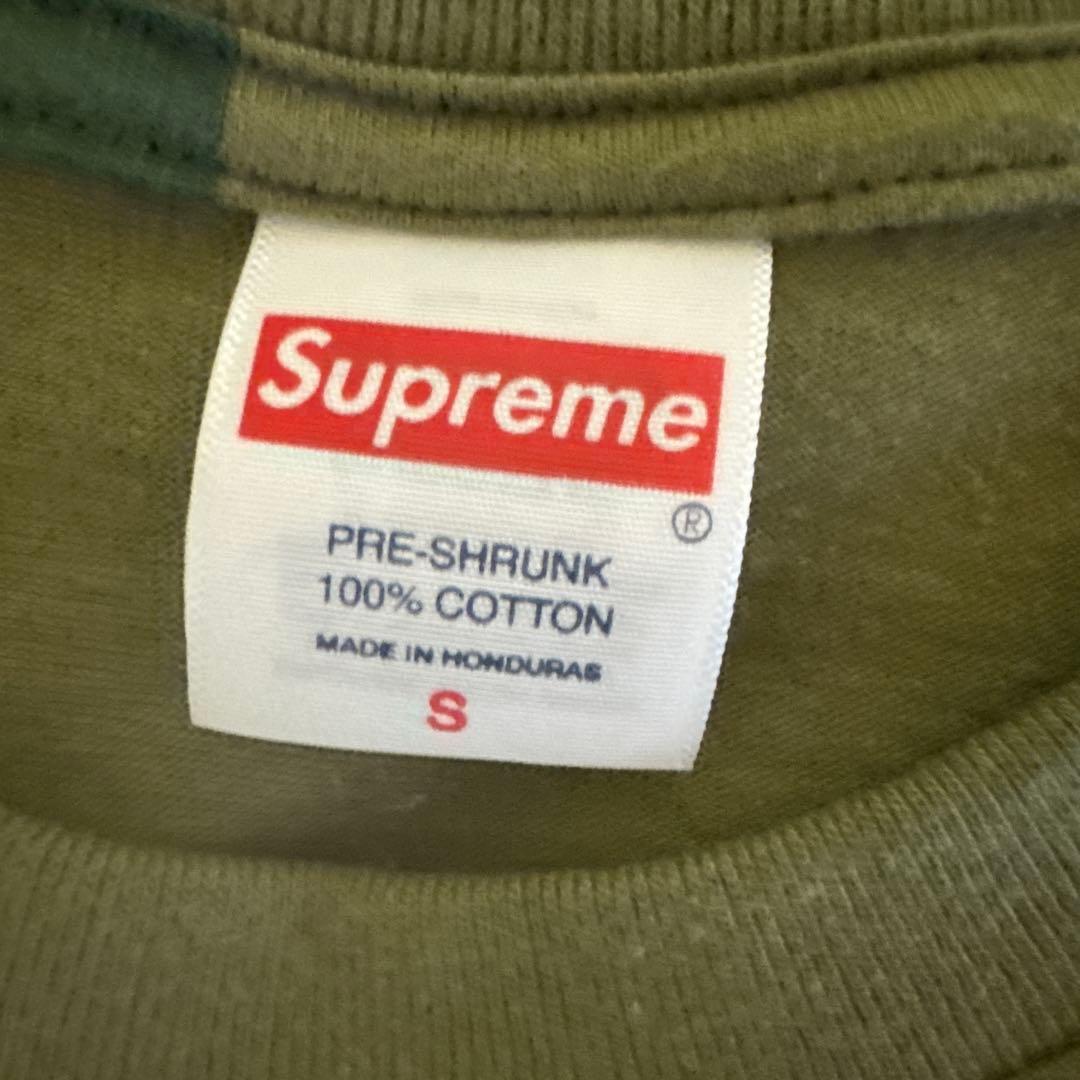 Supreme
®
PRE-SHRUNK
100% COTTON
MADE IN HONDURAS
S